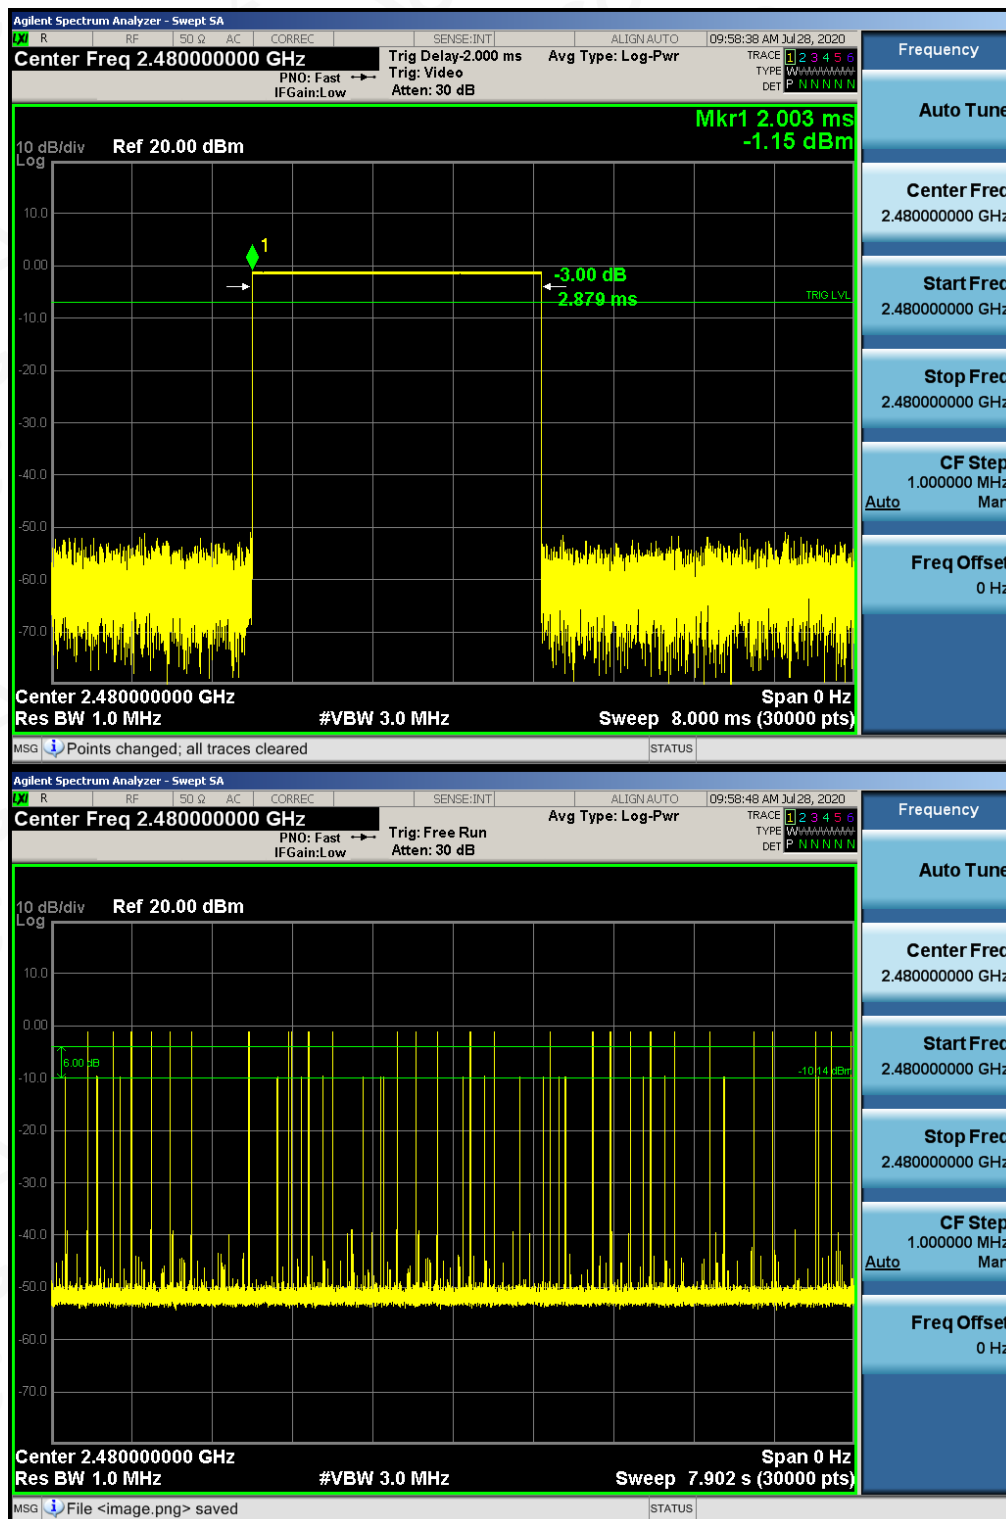 Agilent Spectrum Analyzer - Swept SA
LXI R RF 50 Ω AC CORREC SENSE:INT ALIGN AUTO 09:58:38 AM Jul 28, 2020
Center Freq 2.480000000 GHz
Trig Delay-2.000 ms Avg Type: Log-Pwr TRACE 1 2 3 4 5 6
PNO: Fast Trig: Video TYPE
IFGain:Low Atten: 30 dB DET P N N N N N
Mkr1 2.003 ms
-1.15 dBm
10 dB/div Ref 20.00 dBm
Log
10.0
1
0.00
-3.00 dB
2.879 ms
TRIG LVL
-10.0
-20.0
-30.0
-40.0
-50.0
-60.0
-70.0
Center 2.480000000 GHz Span 0 Hz
Res BW 1.0 MHz #VBW 3.0 MHz Sweep 8.000 ms (30000 pts)
MSG Points changed; all traces cleared STATUS
Frequency
Auto Tune
Center Freq
2.480000000 GHz
Start Freq
2.480000000 GHz
Stop Freq
2.480000000 GHz
CF Step
1.000000 MHz
Auto Man
Freq Offset
0 Hz
Agilent Spectrum Analyzer - Swept SA
LXI R RF 50 Ω AC CORREC SENSE:INT ALIGN AUTO 09:58:48 AM Jul 28, 2020
Center Freq 2.480000000 GHz
Avg Type: Log-Pwr TRACE 1 2 3 4 5 6
PNO: Fast Trig: Free Run TYPE
IFGain:Low Atten: 30 dB DET P N N N N N
10 dB/div Ref 20.00 dBm
Log
10.0
0.00
6.00 dB
-10.14 dBm
-10.0
-20.0
-30.0
-40.0
-50.0
-60.0
-70.0
Center 2.480000000 GHz Span 0 Hz
Res BW 1.0 MHz #VBW 3.0 MHz Sweep 7.902 s (30000 pts)
MSG File <image.png> saved STATUS
Frequency
Auto Tune
Center Freq
2.480000000 GHz
Start Freq
2.480000000 GHz
Stop Freq
2.480000000 GHz
CF Step
1.000000 MHz
Auto Man
Freq Offset
0 Hz